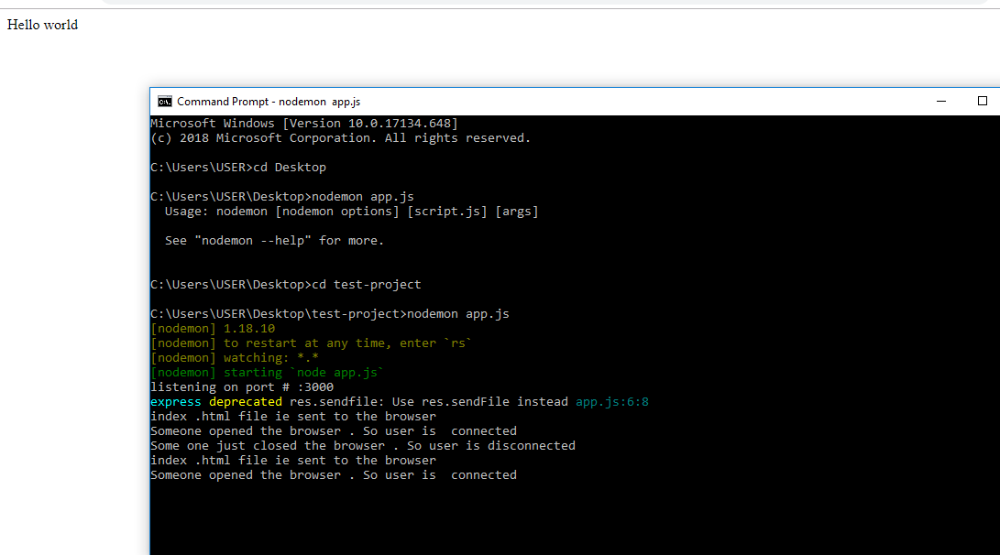 Hello world
Command Prompt - nodemon  app.js
Microsoft Windows [Version 10.0.17134.648]
(c) 2018 Microsoft Corporation. All rights reserved.
C:\Users\USER>cd Desktop
C:\Users\USER\Desktop>nodemon app.js
Usage: nodemon [nodemon options] [script.js] [args]
See "nodemon --help" for more.
C:\Users\USER\Desktop>cd test-project
C:\Users\USER\Desktop\test-project>nodemon app.js
[nodemon] 1.18.10
[nodemon] to restart at any time, enter `rs`
[nodemon] watching: *.*
[nodemon] starting `node app.js`
listening on port # :3000
express deprecated res.sendfile: Use res.sendFile instead app.js:6:8
index .html file ie sent to the browser
Someone opened the browser . So user is  connected
Some one just closed the browser . So user is disconnected
index .html file ie sent to the browser
Someone opened the browser . So user is  connected